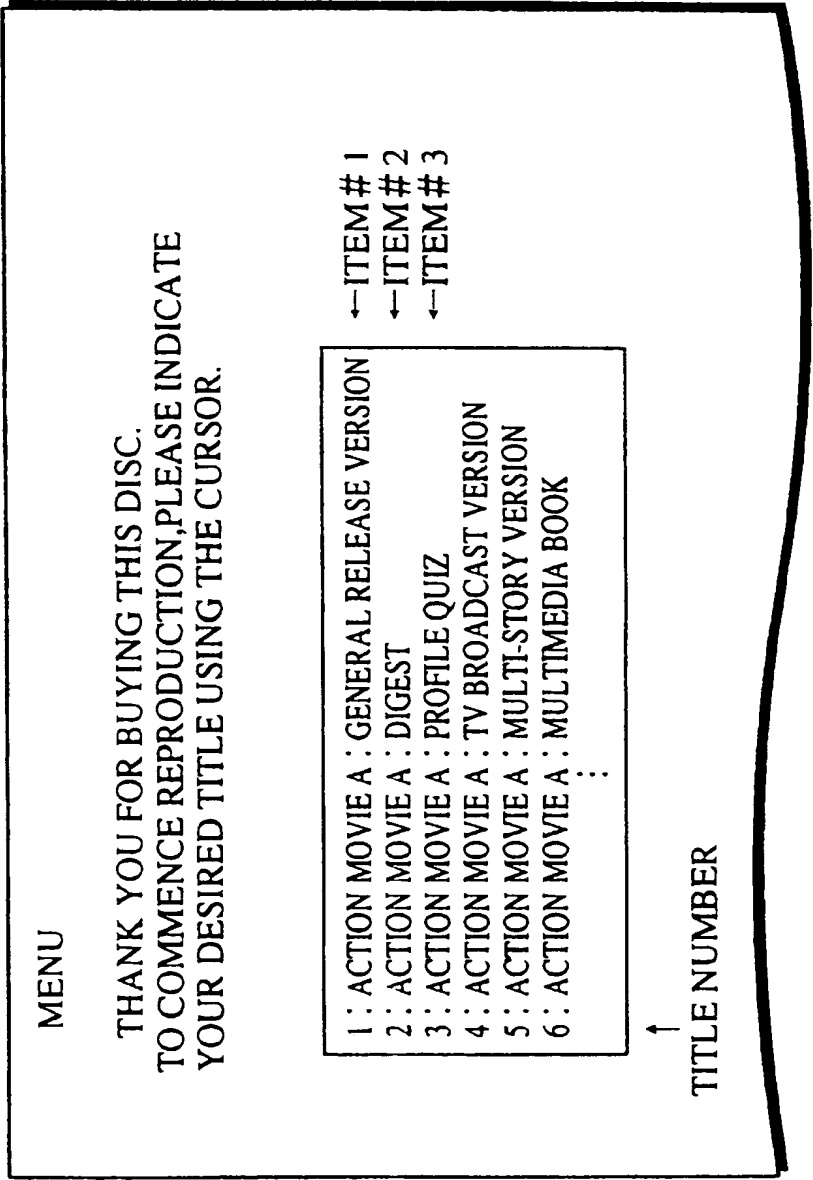 MENU
THANK YOU FOR BUYING THIS DISC.
TO COMMENCE REPRODUCTION,PLEASE INDICATE
YOUR DESIRED TITLE USING THE CURSOR.
1 : ACTION MOVIE A : GENERAL RELEASE VERSION ←ITEM# 1
2 : ACTION MOVIE A : DIGEST ←ITEM# 2
3 : ACTION MOVIE A : PROFILE QUIZ ←ITEM# 3
4 : ACTION MOVIE A : TV BROADCAST VERSION
5 : ACTION MOVIE A : MULTI-STORY VERSION
6 : ACTION MOVIE A : MULTIMEDIA BOOK
⋮
↑
TITLE NUMBER